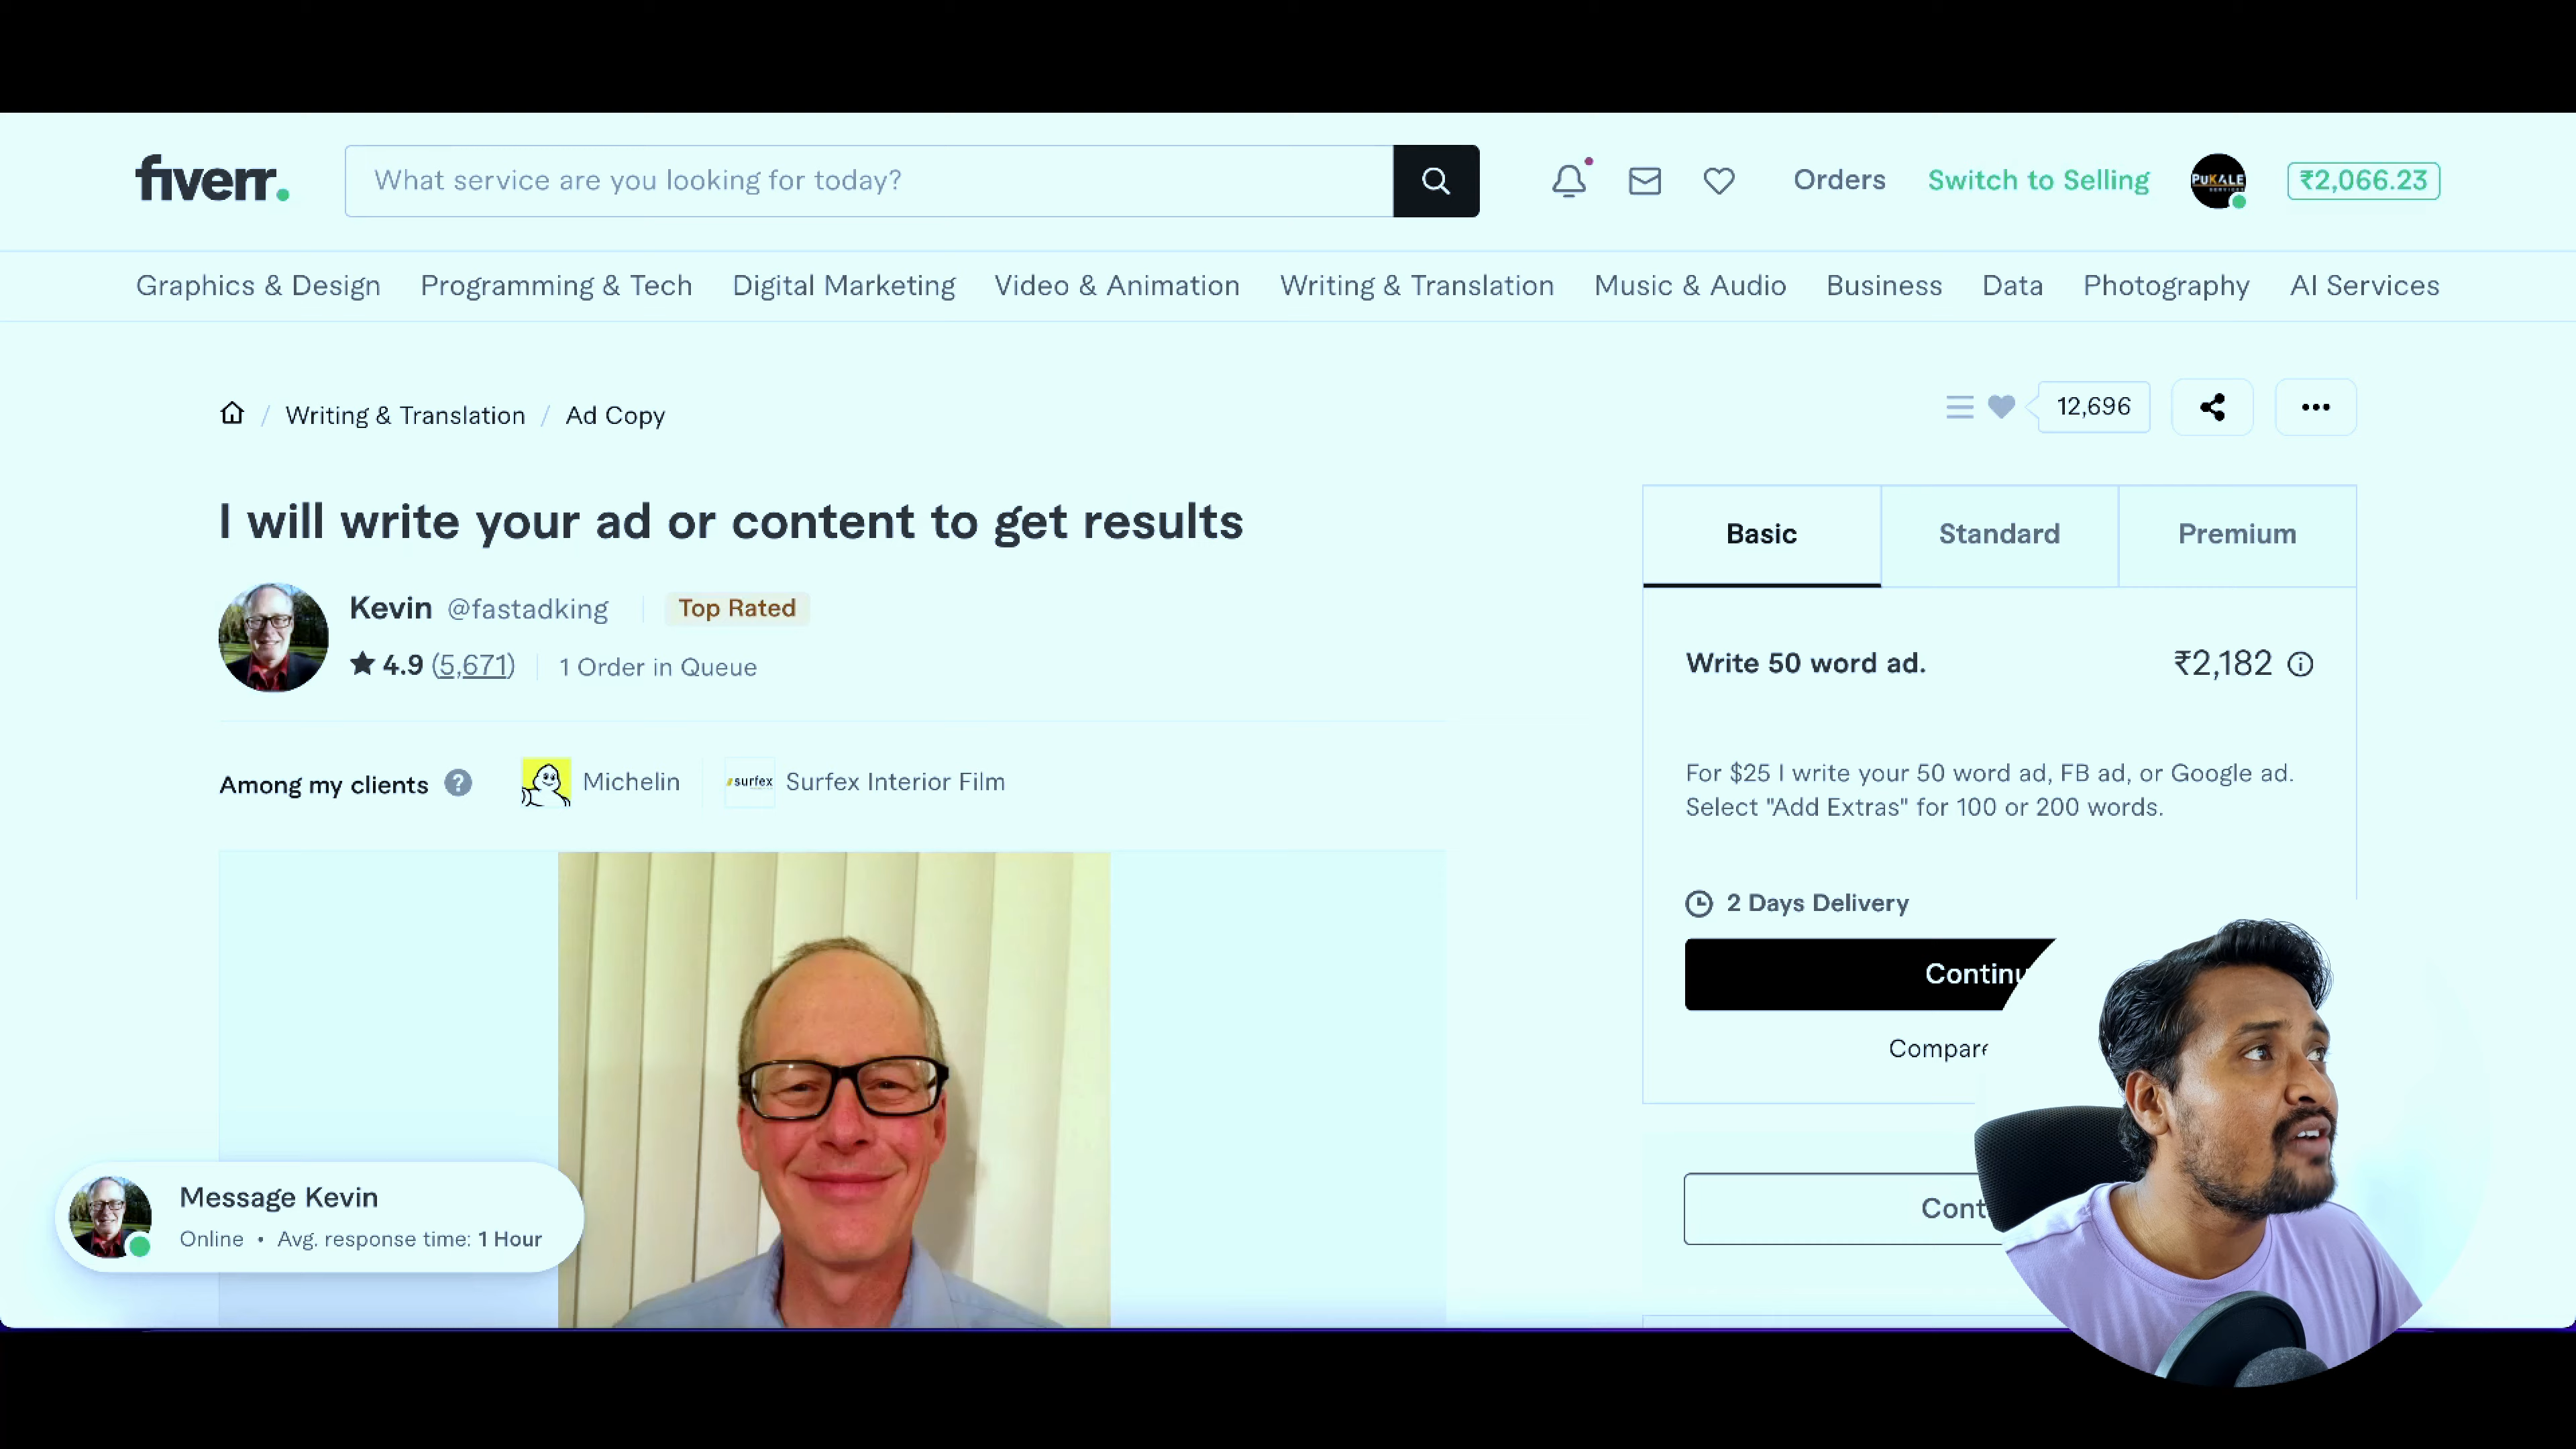 fiverr.
What service are you looking for today?
Orders
Switch to Selling
PUKALE
₹2,066.23
Graphics & Design
Programming & Tech
Digital Marketing
Video & Animation
Writing & Translation
Music & Audio
Business
Data
Photography
AI Services
/ Writing & Translation / Ad Copy
12,696
I will write your ad or content to get results
Kevin @fastadking
Top Rated
4.9 (5,671)
1 Order in Queue
Among my clients ?
Michelin
surfex
Surfex Interior Film
Basic
Standard
Premium
Write 50 word ad.
₹2,182
For $25 I write your 50 word ad, FB ad, or Google ad.
Select "Add Extras" for 100 or 200 words.
2 Days Delivery
Continu
Compare
Cont
Message Kevin
Online • Avg. response time: 1 Hour